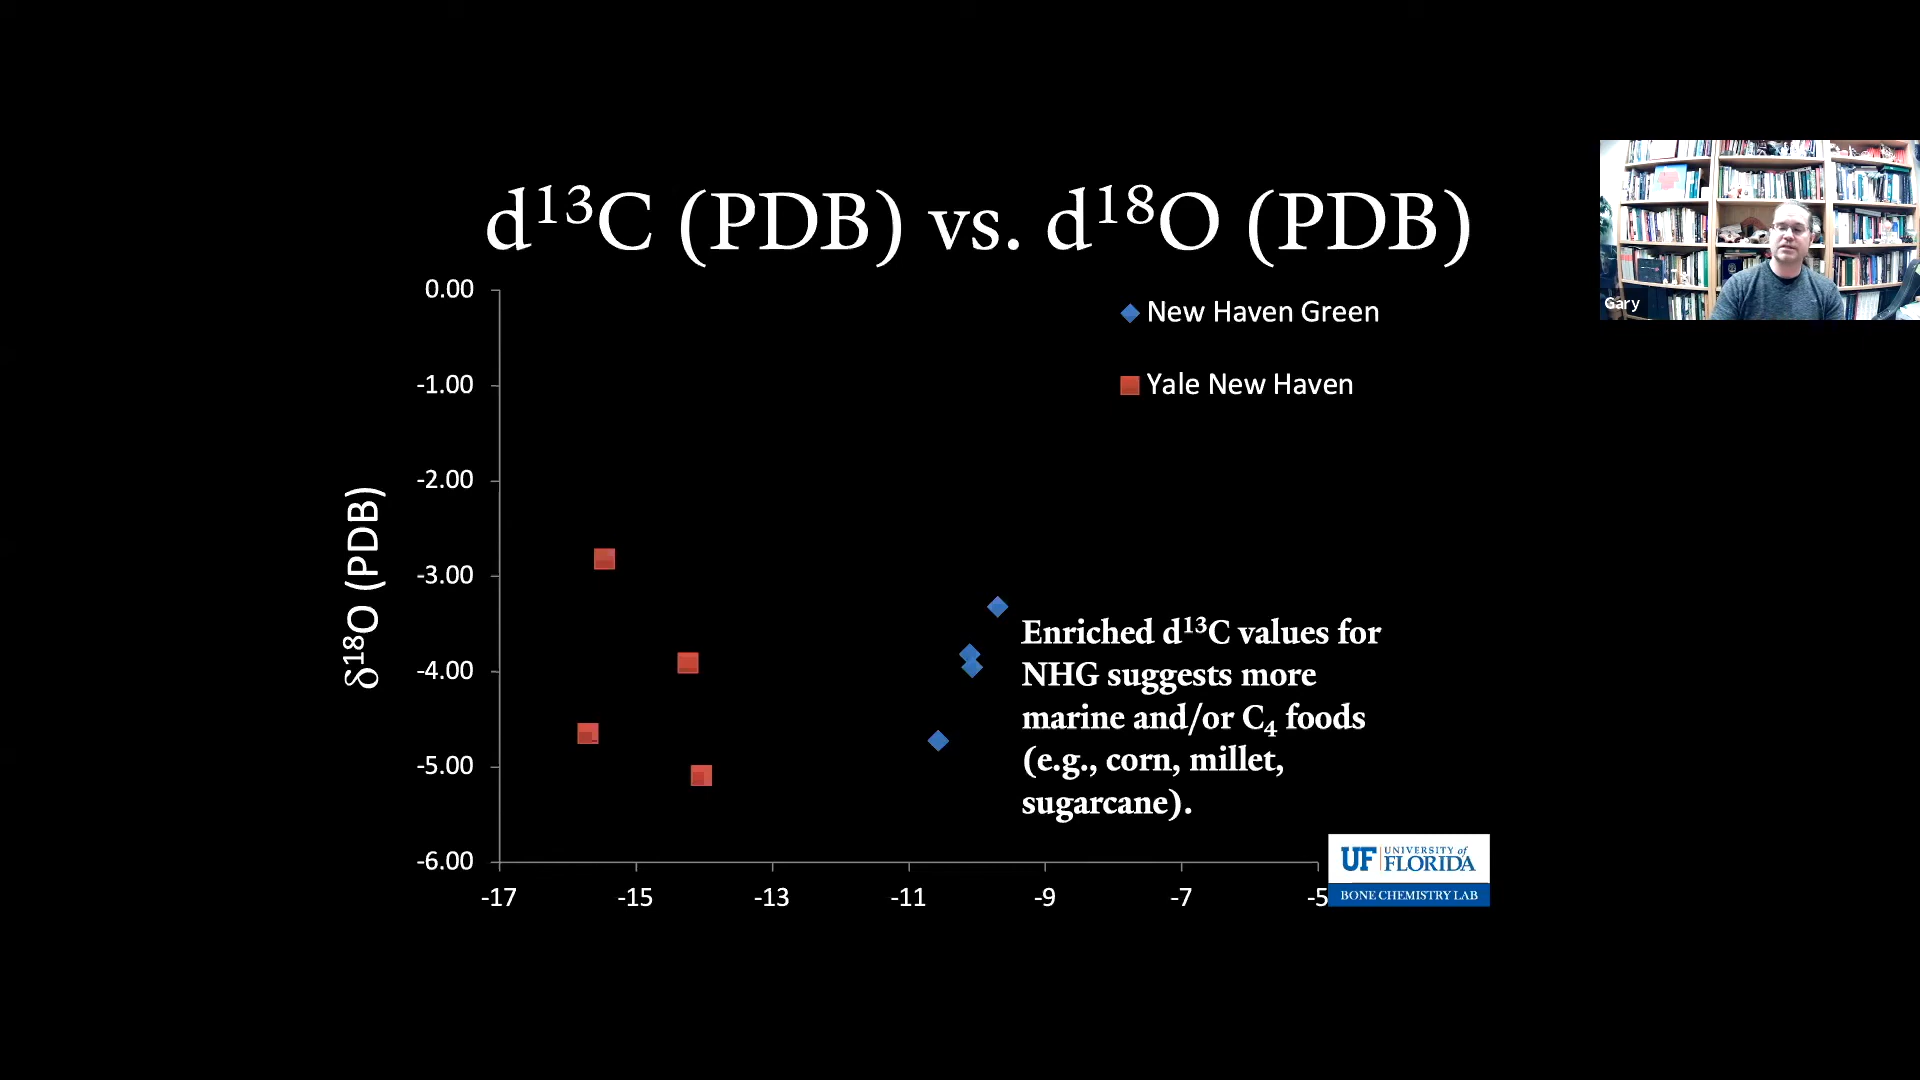 d¹³C (PDB) vs. d¹⁸O (PDB)
0.00
-1.00
-2.00
-3.00
-4.00
-5.00
-6.00
δ¹⁸O (PDB)
-17
-15
-13
-11
-9
-7
-5
New Haven Green
Yale New Haven
Enriched d¹³C values for
NHG suggests more
marine and/or C₄ foods
(e.g., corn, millet,
sugarcane).
UF UNIVERSITY of
FLORIDA
BONE CHEMISTRY LAB
Gary